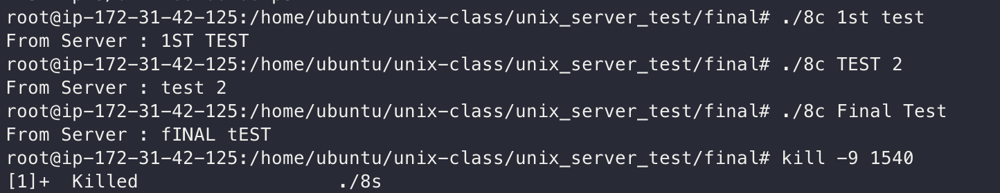 root@ip-172-31-42-125:/home/ubuntu/unix-class/unix_server_test/final# ./8c 1st test
From Server : 1ST TEST
root@ip-172-31-42-125:/home/ubuntu/unix-class/unix_server_test/final# ./8c TEST 2
From Server : test 2
root@ip-172-31-42-125:/home/ubuntu/unix-class/unix_server_test/final# ./8c Final Test
From Server : fINAL tEST
root@ip-172-31-42-125:/home/ubuntu/unix-class/unix_server_test/final# kill -9 1540
[1]+  Killed                  ./8s